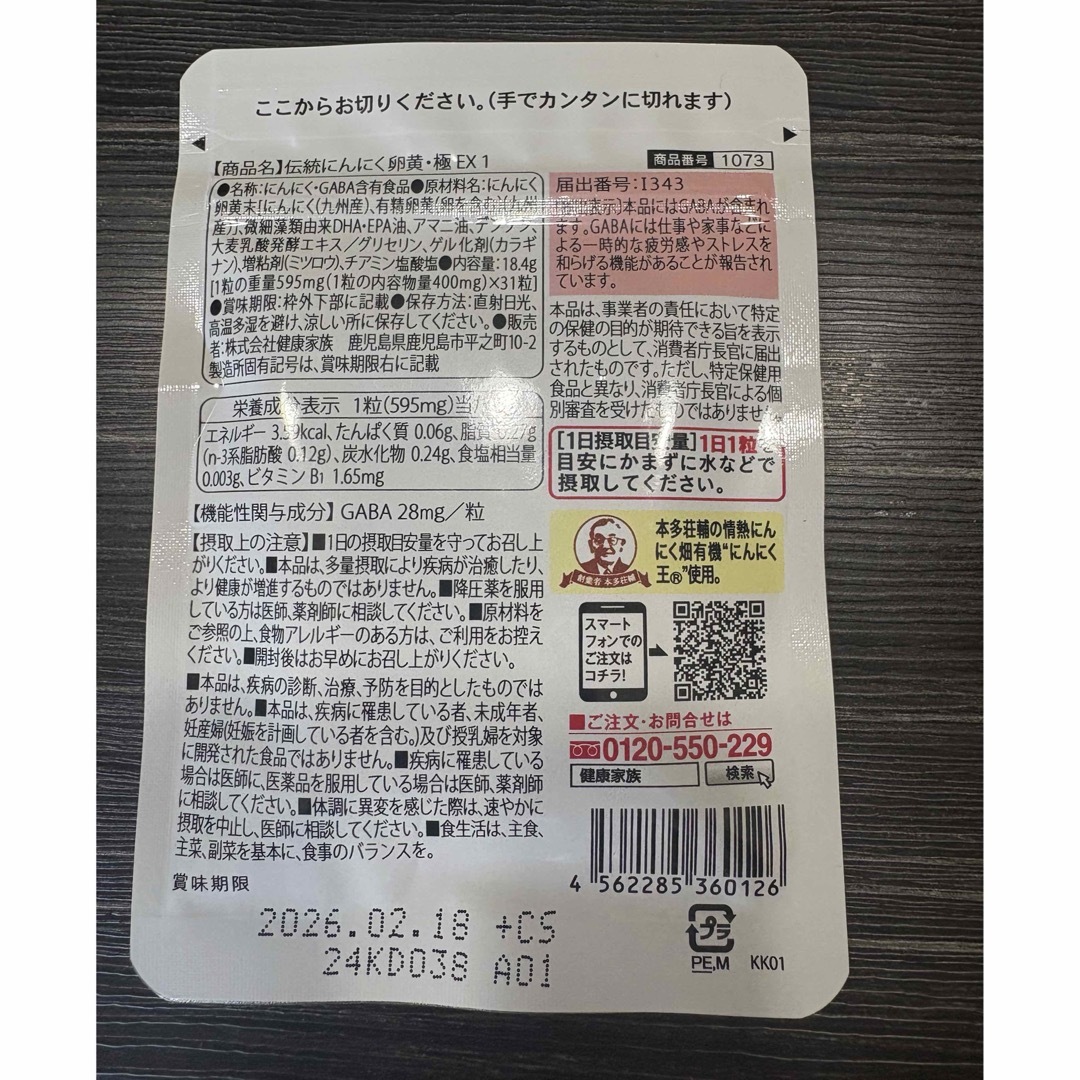 ここからお切りください。(手でカンタンに切れます)
【商品名】伝統にんにく卵黄・極 EX 1
商品番号 1073
●名称:にんにく・GABA含有食品●原材料名:にんにく
卵黄末[にんにく(九州産)、有精卵黄(卵を含む)(九州
産)]、微細藻類由来DHA・EPA油、アマニ油、デンプン、
大麦乳酸発酵エキス/グリセリン、ゲル化剤(カラギ
ナン)、増粘剤(ミツロウ)、チアミン塩酸塩●内容量:18.4g
[1粒の重量595mg(1粒の内容物量400mg)×31粒]
●賞味期限:枠外下部に記載●保存方法:直射日光、
高温多湿を避け、涼しい所に保存してください。●販売
者:株式会社健康家族 鹿児島県鹿児島市平之町10-2
製造所固有記号は、賞味期限右に記載
届出番号:I343
[届出表示]本品にはGABAが含まれ
ます。GABAには仕事や家事などに
よる一時的な疲労感やストレスを
和らげる機能があることが報告され
ています。
本品は、事業者の責任において特定
の保健の目的が期待できる旨を表示
するものとして、消費者庁長官に届出
されたものです。ただし、特定保健用
食品と異なり、消費者庁長官による個
別審査を受けたものではありません。
栄養成分表示 1粒(595mg)当たり
エネルギー 3.59kcal、たんぱく質 0.06g、脂質 0.27g
(n-3系脂肪酸 0.12g)、炭水化物 0.24g、食塩相当量
0.003g、ビタミン B₁ 1.65mg
[1日摂取目安量]1日1粒を
目安にかまずに水などで
摂取してください。
【機能性関与成分】GABA 28mg/粒
【摂取上の注意】■1日の摂取目安量を守ってお召し上
がりください。■本品は、多量摂取により疾病が治癒したり、
より健康が増進するものではありません。■降圧薬を服用
している方は医師、薬剤師に相談してください。■原材料を
ご参照の上、食物アレルギーのある方は、ご利用をお控え
ください。■開封後はお早めにお召し上がりください。
■本品は、疾病の診断、治療、予防を目的としたものでは
ありません。■本品は、疾病に罹患している者、未成年者、
妊産婦(妊娠を計画している者を含む。)及び授乳婦を対象
に開発された食品ではありません。■疾病に罹患している
場合は医師に、医薬品を服用している場合は医師、薬剤師
に相談してください。■体調に異変を感じた際は、速やかに
摂取を中止し、医師に相談してください。■食生活は、主食、
主菜、副菜を基本に、食事のバランスを。
創業者 本多荘輔
本多荘輔の情熱にん
にく畑有機“にんにく
王®”使用。
スマート
フォンでの
ご注文は
コチラ!
■ご注文・お問合せは
0120-550-229
健康家族 検索
4 562285 360126
賞味期限
2026.02.18 +CS
24KD038 A01
プラ
PE,M KK01